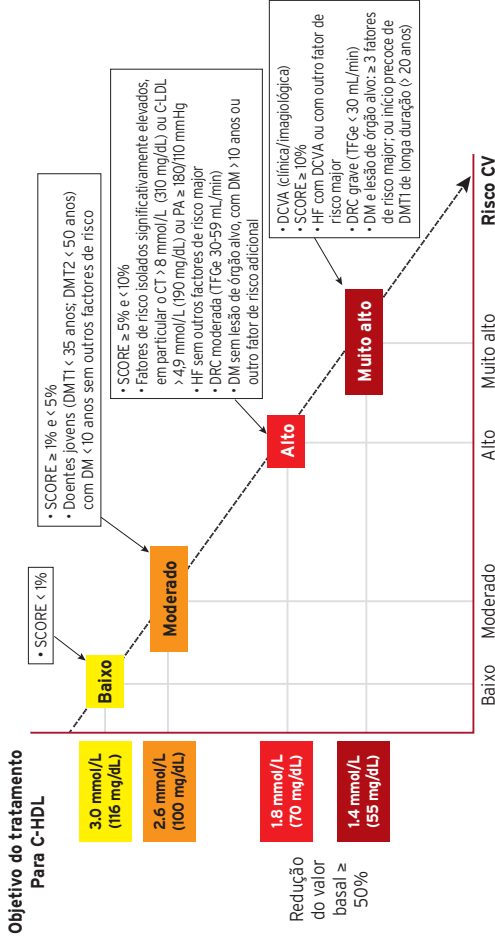 Objetivo do tratamento
Para C-HDL
3.0 mmol/L
(116 mg/dL)
2.6 mmol/L
(100 mg/dL)
1.8 mmol/L
(70 mg/dL)
1.4 mmol/L
(55 mg/dL)
Redução
do valor
basal ≥
50%
• SCORE < 1%
Baixo
• SCORE ≥ 1% e < 5%
• Doentes jovens (DMT1 < 35 anos; DMT2 < 50 anos)
com DM < 10 anos sem outros factores de risco
Moderado
• SCORE ≥ 5% e < 10%
• Fatores de risco isolados significativamente elevados,
em particular o CT > 8 mmol/L (310 mg/dL) ou C-LDL
> 4,9 mmol/L (190 mg/dL) ou PA ≥ 180/110 mmHg
• HF sem outros factores de risco major
• DRC moderada (TFGe 30-59 mL/min)
• DM sem lesão de órgão alvo, com DM > 10 anos ou
outro fator de risco adicional
Alto
• DCVA (clínica/imagiológica)
• SCORE ≥ 10%
• HF com DCVA ou com outro fator de
risco major
• DRC grave (TFGe < 30 mL/min)
• DM e lesão de órgão alvo: ≥ 3 fatores
de risco major; ou início precoce de
DMT1 de longa duração (> 20 anos)
Muito alto
Baixo
Moderado
Alto
Muito alto
Risco CV